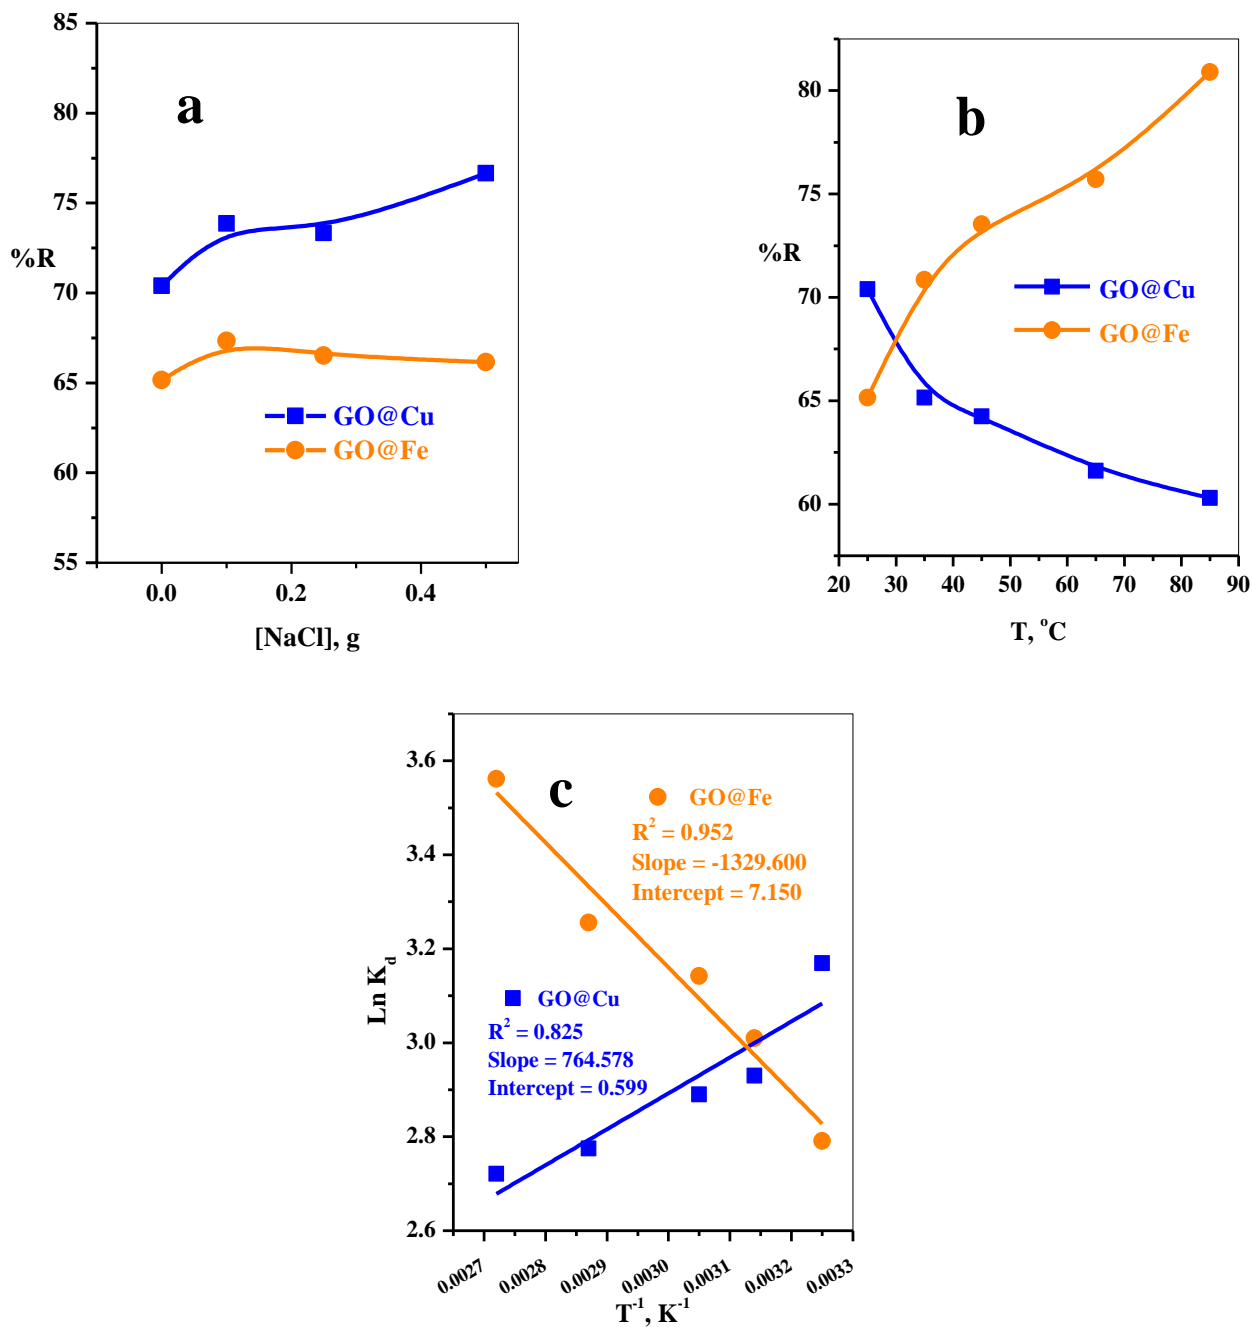 85
80
75
70
65
60
55
%R
a
GO@Cu
GO@Fe
0.0
0.2
0.4
[NaCl], g
80
75
70
65
60
%R
b
GO@Cu
GO@Fe
20
30
40
50
60
70
80
90
T, °C
3.6
3.4
3.2
3.0
2.8
2.6
Ln K_d
c
GO@Fe
R² = 0.952
Slope = -1329.600
Intercept = 7.150
GO@Cu
R² = 0.825
Slope = 764.578
Intercept = 0.599
0.0027
0.0028
0.0029
0.0030
0.0031
0.0032
0.0033
T⁻¹, K⁻¹